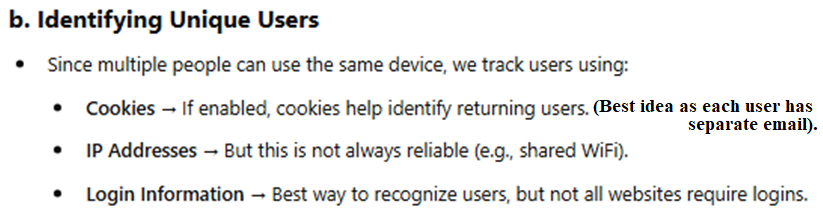 b. Identifying Unique Users
• Since multiple people can use the same device, we track users using:
• Cookies → If enabled, cookies help identify returning users. (Best idea as each user has
separate email).
• IP Addresses → But this is not always reliable (e.g., shared WiFi).
• Login Information → Best way to recognize users, but not all websites require logins.